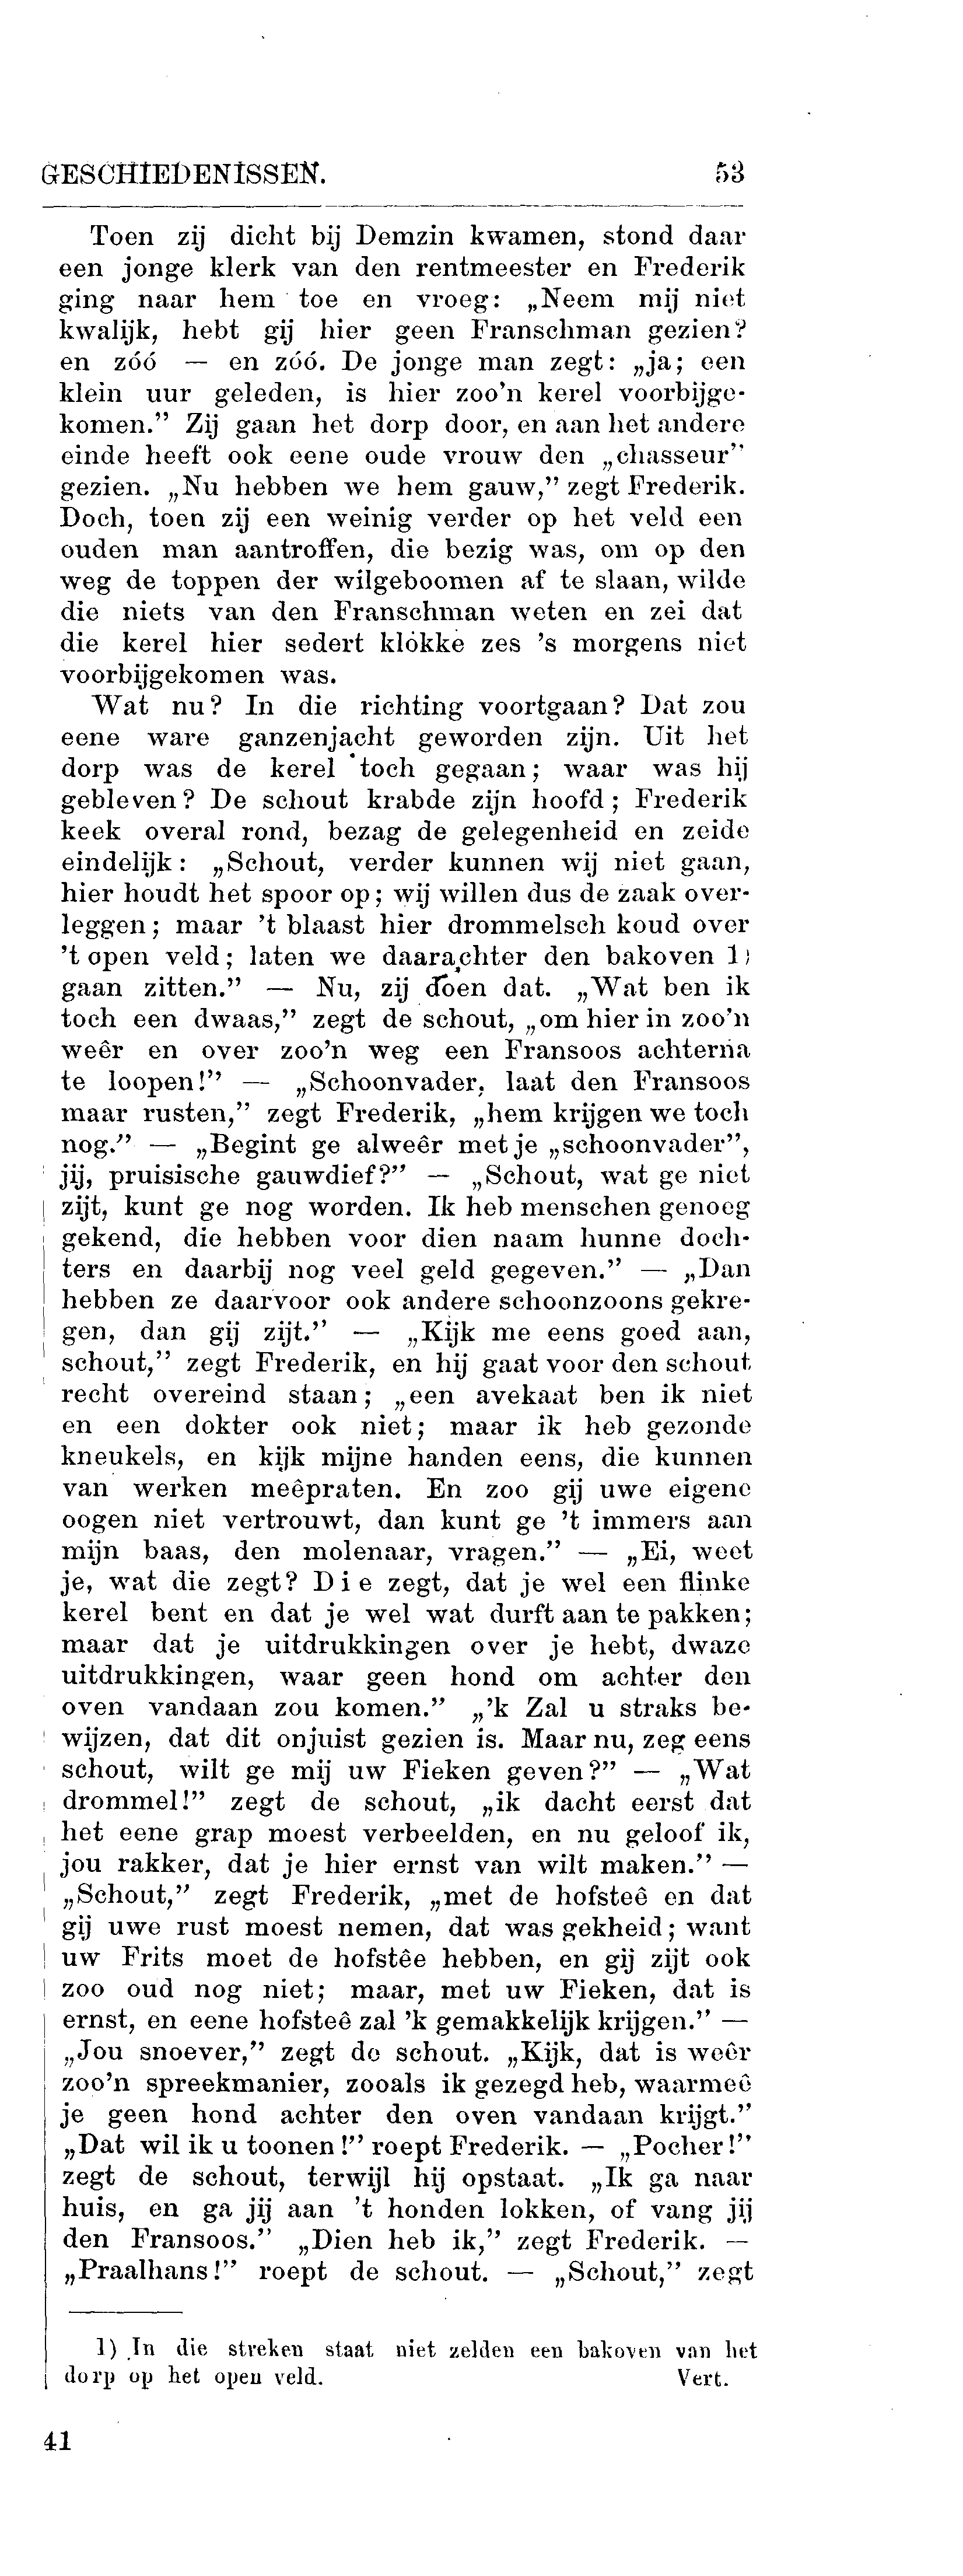 GESCHIEDENISSEN. 53
Toen zij dicht bij Demzin kwamen, stond daar
een jonge klerk van den rentmeester en Frederik
ging naar hem toe en vroeg: „Neem mij niet
kwalijk, hebt gij hier geen Franschman gezien?
en zóó — en zóó. De jonge man zegt: „ja; een
klein uur geleden, is hier zoo'n kerel voorbijge-
komen.” Zij gaan het dorp door, en aan het andere
einde heeft ook eene oude vrouw den „chasseur”
gezien. „Nu hebben we hem gauw,” zegt Frederik.
Doch, toen zij een weinig verder op het veld een
ouden man aantroffen, die bezig was, om op den
weg de toppen der wilgeboomen af te slaan, wilde
die niets van den Franschman weten en zei dat
die kerel hier sedert klokke zes 's morgens niet
voorbijgekomen was.
Wat nu? In die richting voortgaan? Dat zou
eene ware ganzenjacht geworden zijn. Uit het
dorp was de kerel toch gegaan; waar was hij
gebleven? De schout krabde zijn hoofd; Frederik
keek overal rond, bezag de gelegenheid en zeide
eindelijk: „Schout, verder kunnen wij niet gaan,
hier houdt het spoor op; wij willen dus de zaak over-
leggen; maar 't blaast hier drommelsch koud over
't open veld; laten we daarachter den bakoven 1)
gaan zitten.” — Nu, zij doen dat. „Wat ben ik
toch een dwaas,” zegt de schout, „om hier in zoo'n
weêr en over zoo'n weg een Fransoos achterna
te loopen!” — „Schoonvader, laat den Fransoos
maar rusten,” zegt Frederik, „hem krijgen we toch
nog.” — „Begint ge alweêr met je „schoonvader”,
jij, pruisische gauwdief?” — „Schout, wat ge niet
zijt, kunt ge nog worden. Ik heb menschen genoeg
gekend, die hebben voor dien naam hunne doch-
ters en daarbij nog veel geld gegeven.” — „Dan
hebben ze daarvoor ook andere schoonzoons gekre-
gen, dan gij zijt.” — „Kijk me eens goed aan,
schout,” zegt Frederik, en hij gaat voor den schout
recht overeind staan; „een avekaat ben ik niet
en een dokter ook niet; maar ik heb gezonde
kneukels, en kijk mijne handen eens, die kunnen
van werken meêpraten. En zoo gij uwe eigene
oogen niet vertrouwt, dan kunt ge 't immers aan
mijn baas, den molenaar, vragen.” — „Ei, weet
je, wat die zegt? Die zegt, dat je wel een flinke
kerel bent en dat je wel wat durft aan te pakken;
maar dat je uitdrukkingen over je hebt, dwaze
uitdrukkingen, waar geen hond om achter den
oven vandaan zou komen.” „'k Zal u straks be-
wijzen, dat dit onjuist gezien is. Maar nu, zeg eens
schout, wilt ge mij uw Fieken geven?” — „Wat
drommel!” zegt de schout, „ik dacht eerst dat
het eene grap moest verbeelden, en nu geloof ik,
jou rakker, dat je hier ernst van wilt maken.” —
„Schout,” zegt Frederik, „met de hofsteê en dat
gij uwe rust moest nemen, dat was gekheid; want
uw Frits moet de hofstêe hebben, en gij zijt ook
zoo oud nog niet; maar, met uw Fieken, dat is
ernst, en eene hofsteê zal 'k gemakkelijk krijgen.” —
„Jou snoever,” zegt de schout. „Kijk, dat is weêr
zoo'n spreekmanier, zooals ik gezegd heb, waarmeê
je geen hond achter den oven vandaan krijgt.”
„Dat wil ik u toonen!” roept Frederik. — „Pocher!”
zegt de schout, terwijl hij opstaat. „Ik ga naar
huis, en ga jij aan 't honden lokken, of vang jij
den Fransoos.” „Dien heb ik,” zegt Frederik. —
„Praalhans!” roept de schout. — „Schout,” zegt
1) In die streken staat niet zelden een bakoven van het
dorp op het open veld. Vert.
41